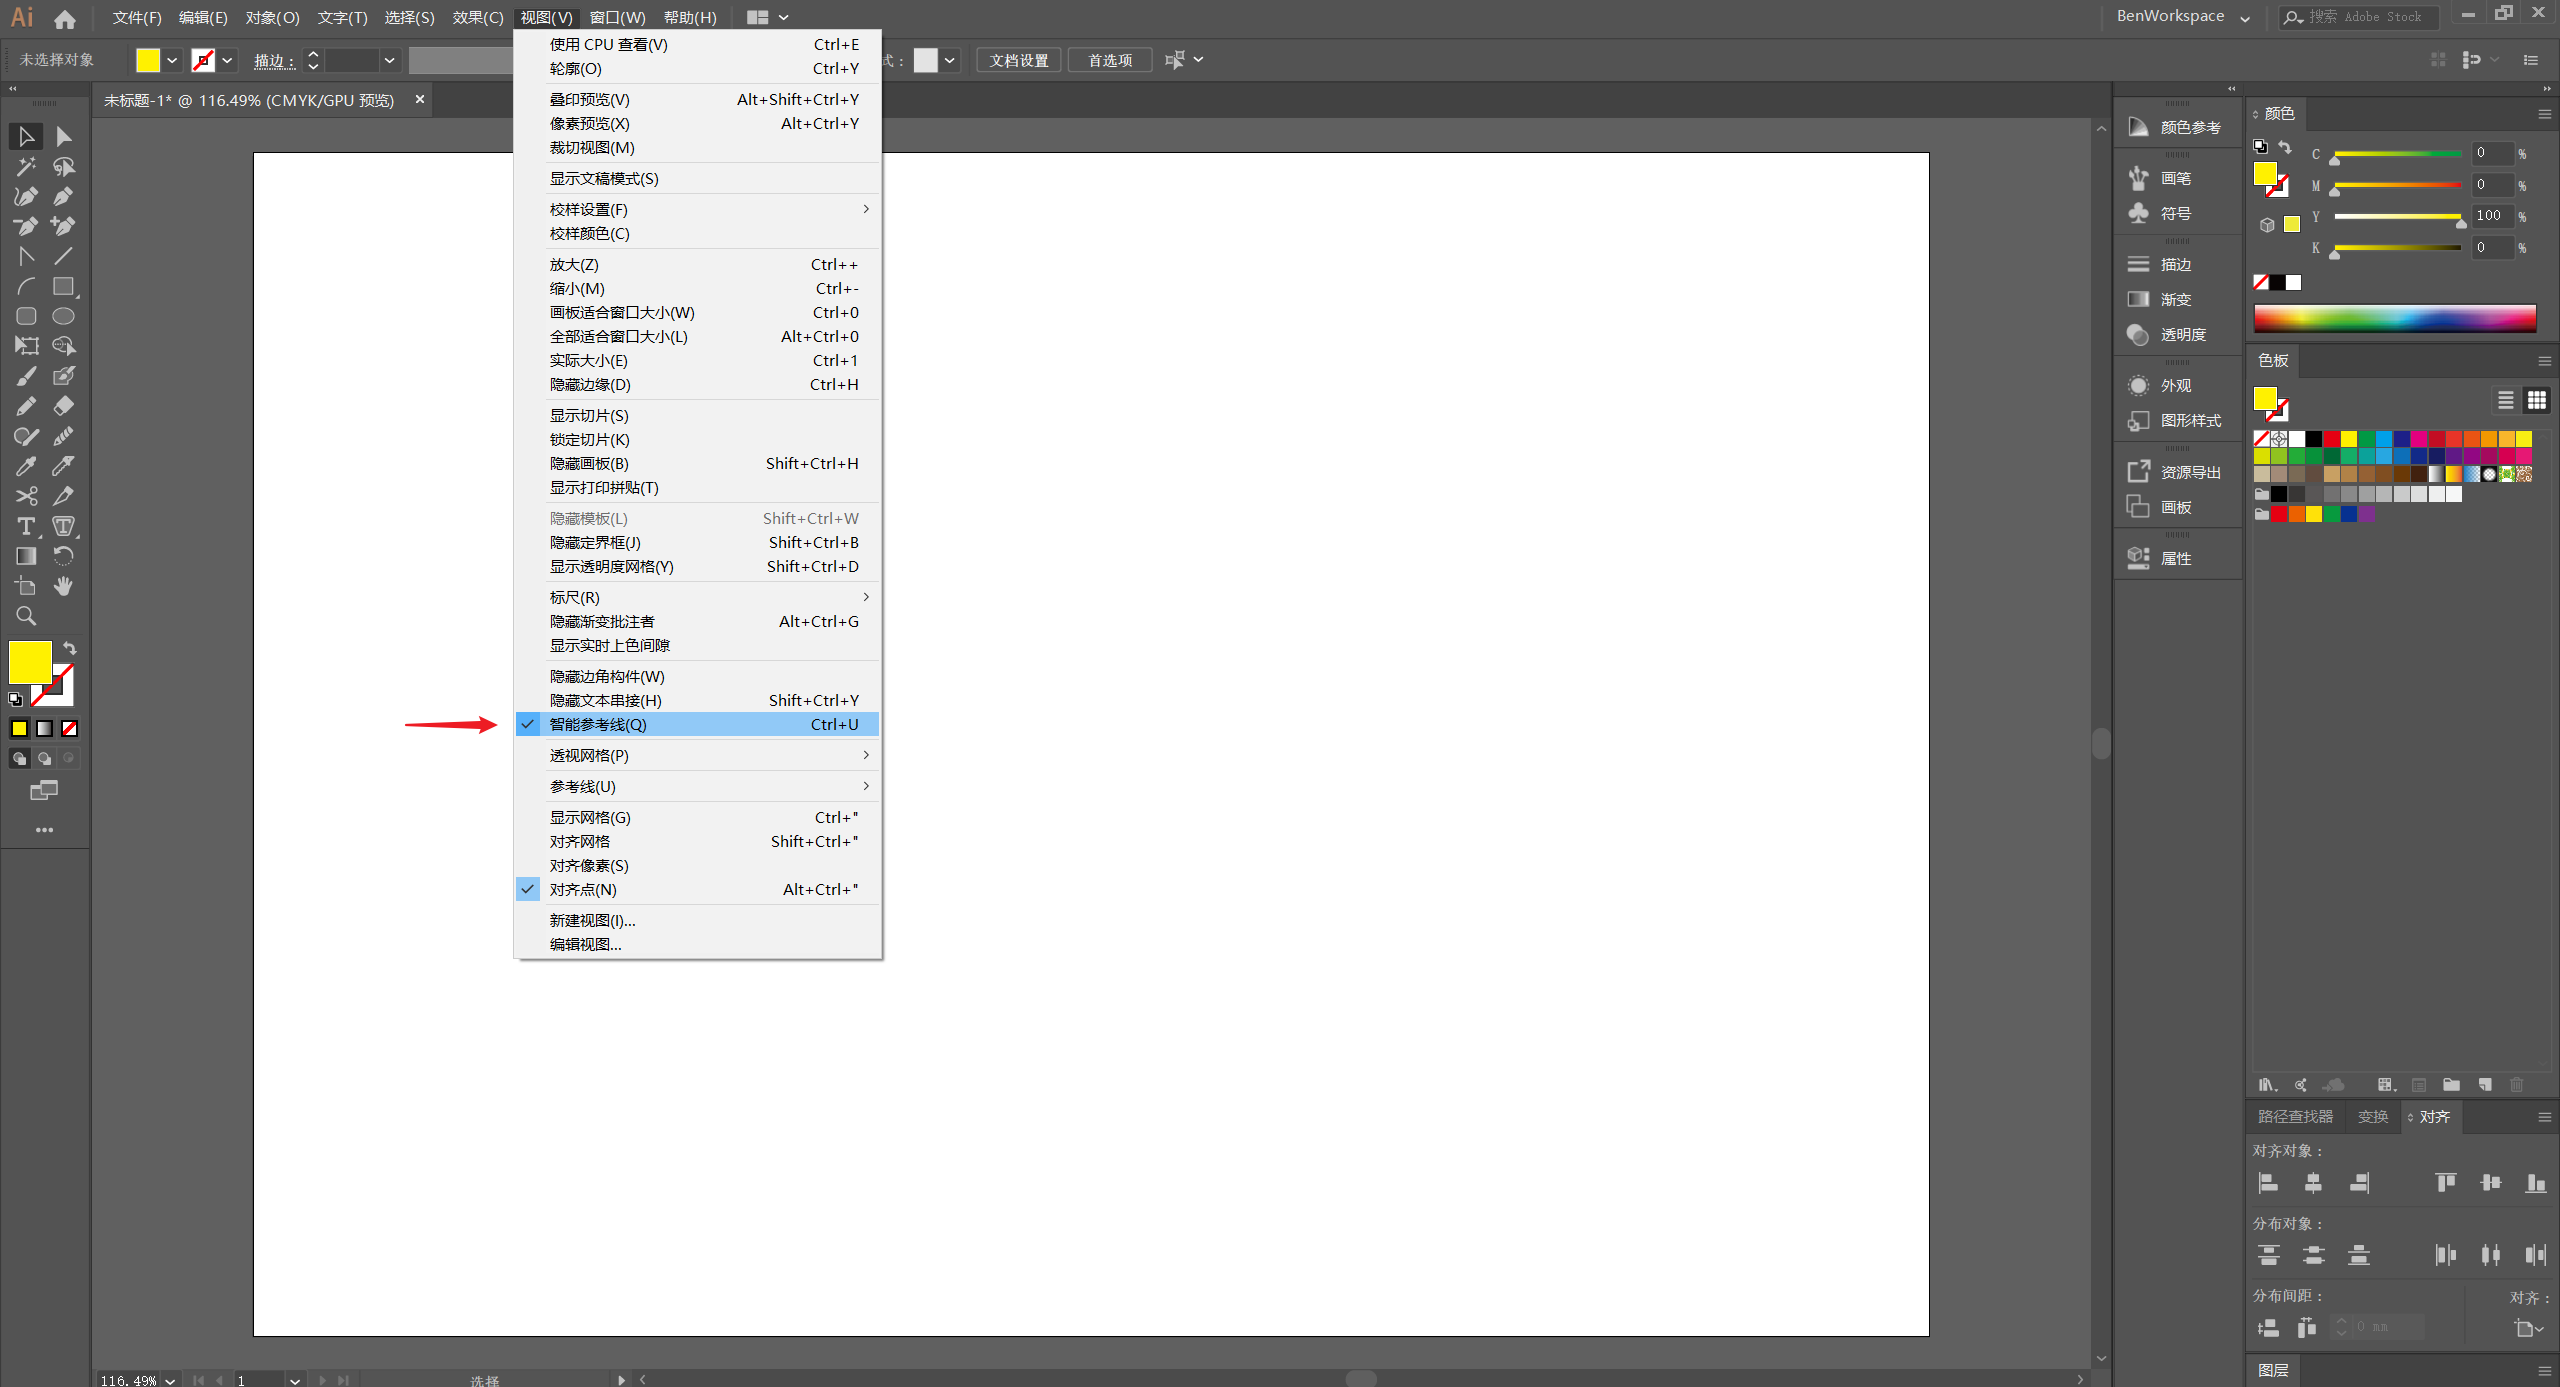 Ai 文件(F) 编辑(E) 对象(O) 文字(T) 选择(S) 效果(C) 视图(V) 窗口(W) 帮助(H) BenWorkspace 搜索 Adobe Stock
未选择对象 描边: 式: 文档设置 首选项
未标题-1* @ 116.49% (CMYK/GPU 预览) ×
使用 CPU 查看(V) Ctrl+E
轮廓(O) Ctrl+Y
叠印预览(V) Alt+Shift+Ctrl+Y
像素预览(X) Alt+Ctrl+Y
裁切视图(M)
显示文稿模式(S)
校样设置(F)
校样颜色(C)
放大(Z) Ctrl++
缩小(M) Ctrl+-
画板适合窗口大小(W) Ctrl+0
全部适合窗口大小(L) Alt+Ctrl+0
实际大小(E) Ctrl+1
隐藏边缘(D) Ctrl+H
显示切片(S)
锁定切片(K)
隐藏画板(B) Shift+Ctrl+H
显示打印拼贴(T)
隐藏模板(L) Shift+Ctrl+W
隐藏定界框(J) Shift+Ctrl+B
显示透明度网格(Y) Shift+Ctrl+D
标尺(R)
隐藏渐变批注者 Alt+Ctrl+G
显示实时上色间隙
隐藏边角构件(W)
隐藏文本串接(H) Shift+Ctrl+Y
智能参考线(Q) Ctrl+U
透视网格(P)
参考线(U)
显示网格(G) Ctrl+"
对齐网格 Shift+Ctrl+"
对齐像素(S)
对齐点(N) Alt+Ctrl+"
新建视图(I)...
编辑视图...
颜色参考
画笔
符号
描边
渐变
透明度
外观
图形样式
资源导出
画板
属性
颜色
C 0 %
M 0 %
Y 100 %
K 0 %
色板
路径查找器 变换 对齐
对齐对象:
分布对象:
分布间距: 对齐:
0 mm
图层
116.49% 1 选择